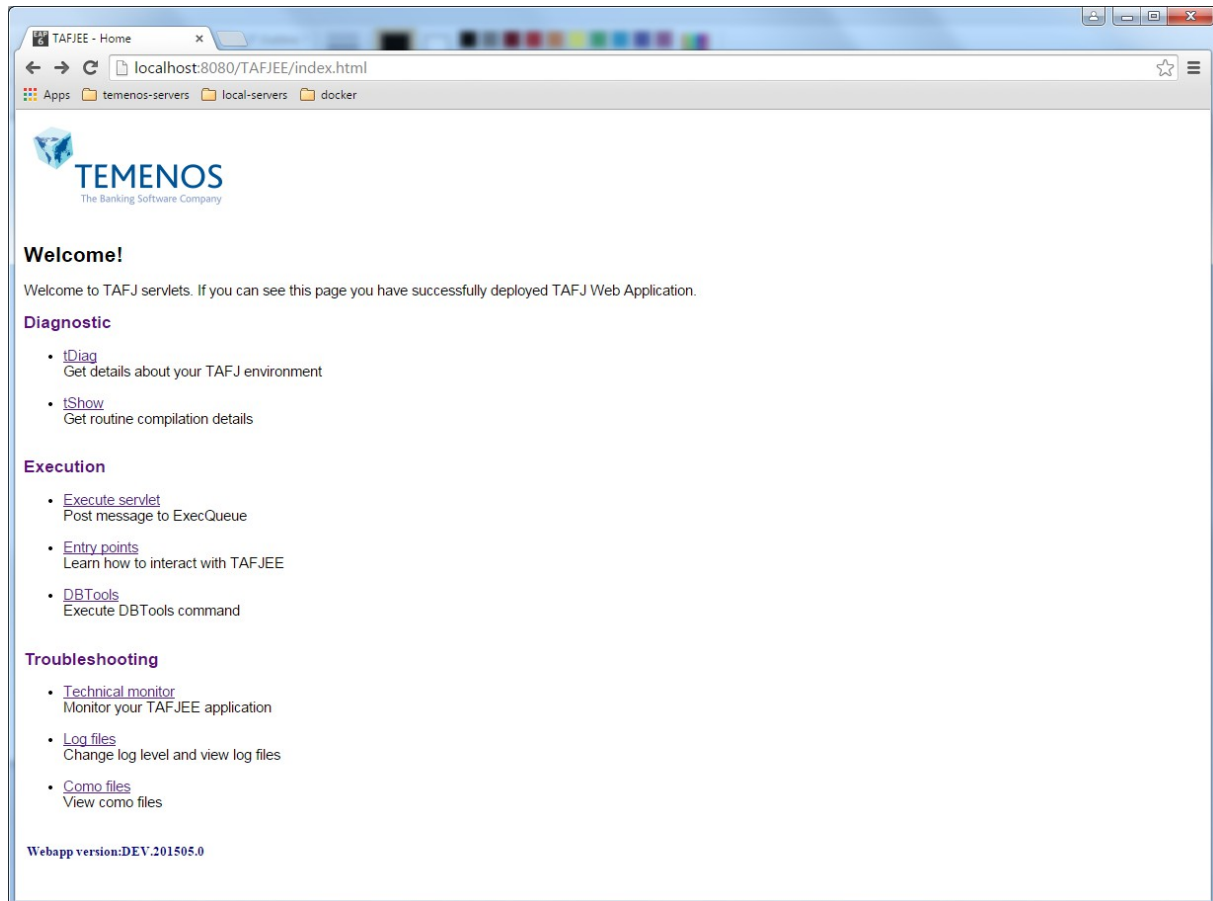 EAP
6
TAFJEE - Home
localhost:8080/TAFJEE/index.html
Apps temenos-servers local-servers docker
TEMENOS
The Banking Software Company
Welcome!
Welcome to TAFJ servlets. If you can see this page you have successfully deployed TAFJ Web Application.
Diagnostic
• tDiag
Get details about your TAFJ environment
• tShow
Get routine compilation details
Execution
• Execute servlet
Post message to ExecQueue
• Entry points
Learn how to interact with TAFJEE
• DBTools
Execute DBTools command
Troubleshooting
• Technical monitor
Monitor your TAFJEE application
• Log files
Change log level and view log files
• Como files
View como files
Webapp version:DEV.201505.0